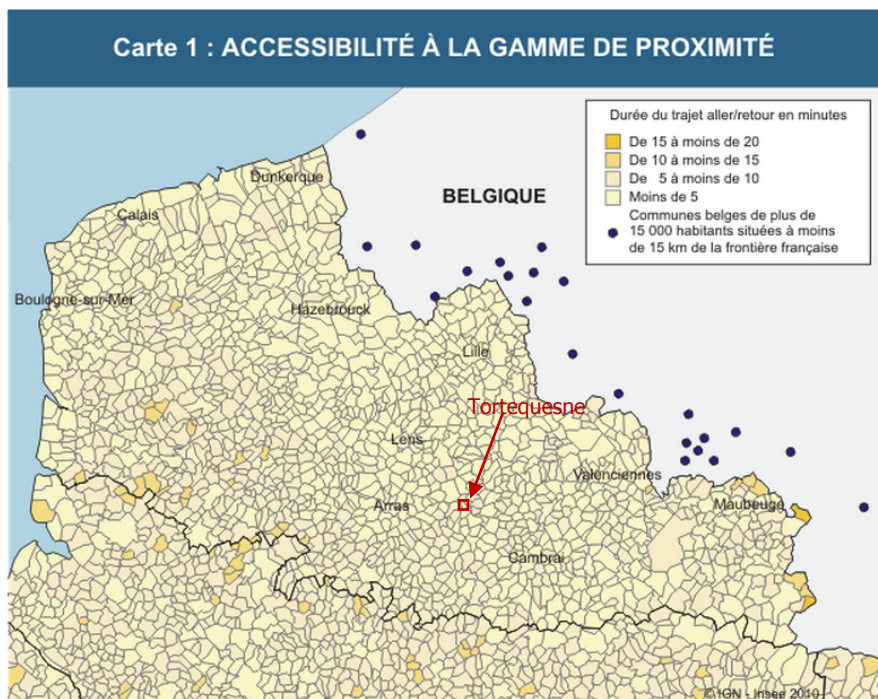 Carte 1 : ACCESSIBILITÉ À LA GAMME DE PROXIMITÉ
Durée du trajet aller/retour en minutes
De 15 à moins de 20
De 10 à moins de 15
De 5 à moins de 10
Moins de 5
Communes belges de plus de
15 000 habitants situées à moins
de 15 km de la frontière française
Dunkerque
BELGIQUE
Calais
Boulogne-sur-Mer
Hazebrouck
Lille
Tortequesne
Lens
Valenciennes
Arras
Maubeuge
Cambrai
© IGN - Insee 2010